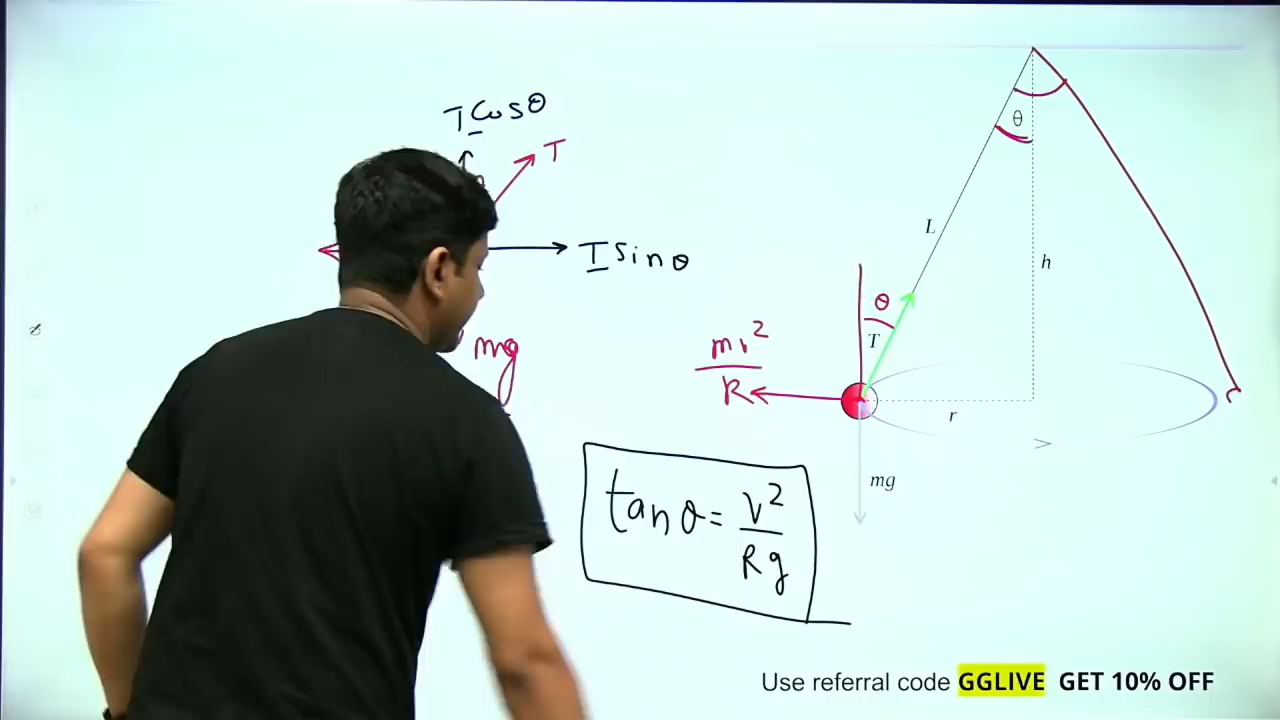 TCosθ
T
Tsinθ
mg
θ
L
h
θ
T
mv²
R
r
mg
tanθ = v²
Rg
Use referral code GGLIVE GET 10% OFF